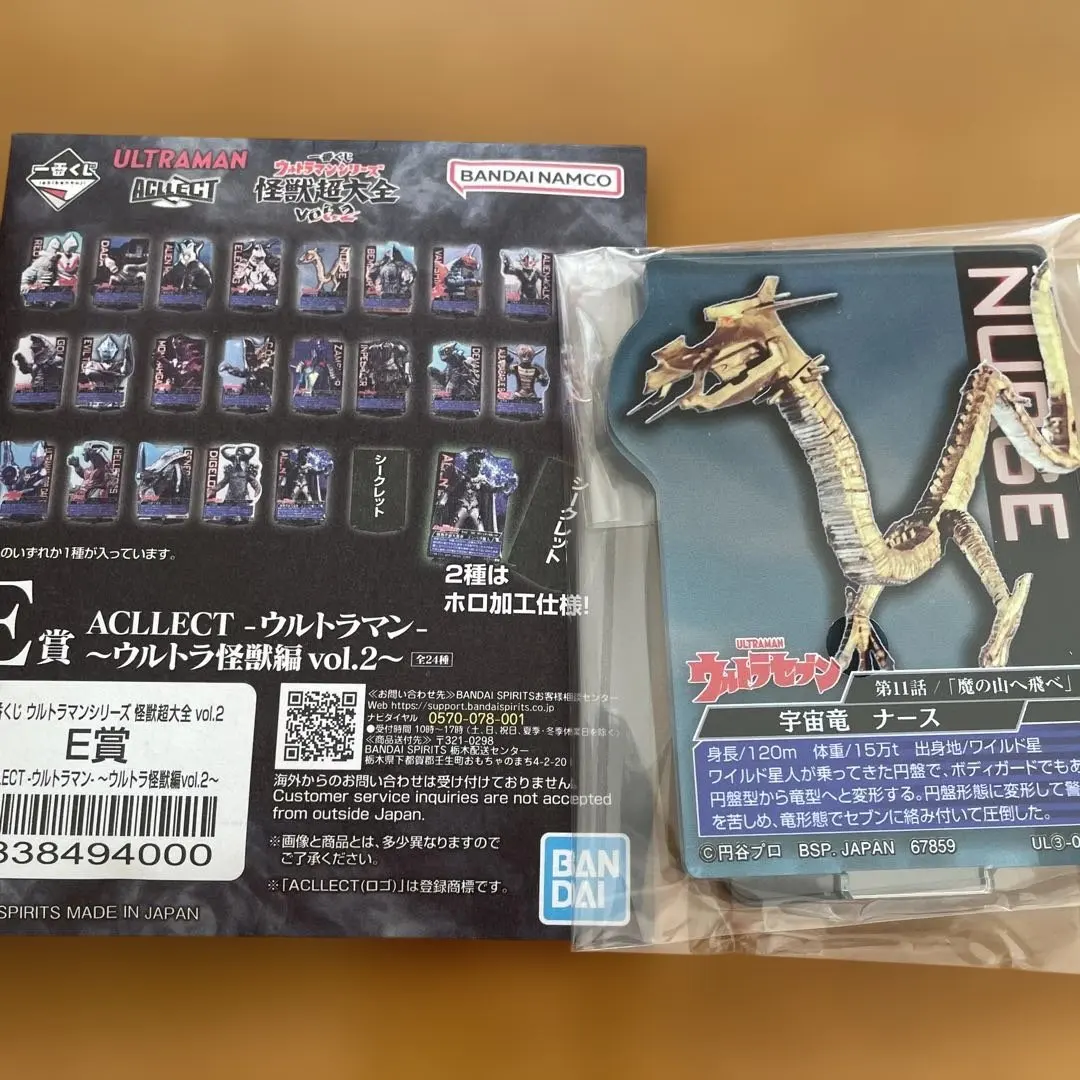 一番くじ
ULTRAMAN
ACLLECT
一番くじ
ウルトラマンシリーズ
怪獣超大全
vol.2
BANDAI NAMCO
シークレット
シークレット
のいずれか1種が入っています。
2種は
ホロ加工仕様!
E賞
ACLLECT -ウルトラマン-
～ウルトラ怪獣編 vol.2～ 全24種
番くじ ウルトラマンシリーズ 怪獣超大全 vol.2
E賞
LECT -ウルトラマン- ～ウルトラ怪獣編vol.2～
838494000
SPIRITS MADE IN JAPAN
≪お問い合わせ先≫BANDAI SPIRITSお客様相談センター
Web https://support.bandaispirits.co.jp
ナビダイヤル 0570-078-001
●受付時間 10時～17時(土、日、祝日、夏季・冬季休業日を除く)
≪商品送付先≫ 〒321-0298
BANDAI SPIRITS 栃木配送センター
栃木県下都賀郡壬生町おもちゃのまち4-2-20
海外からのお問い合わせは受け付けておりません。
Customer service inquiries are not accepted
from outside Japan.
※画像と商品とは、多少異なりますので
ご了承ください。
※「ACLLECT(ロゴ)」は登録商標です。
BAN
DAI
NURSE
ULTRAMAN
ウルトラセブン
第11話 /「魔の山へ飛べ」
宇宙竜 ナース
身長/120m 体重/15万t 出身地/ワイルド星
ワイルド星人が乗ってきた円盤で、ボディガードでもあ
円盤型から竜型へと変形する。円盤形態に変形して警
を苦しめ、竜形態でセブンに絡み付いて圧倒した。
©円谷プロ BSP. JAPAN 67859
UL③-0